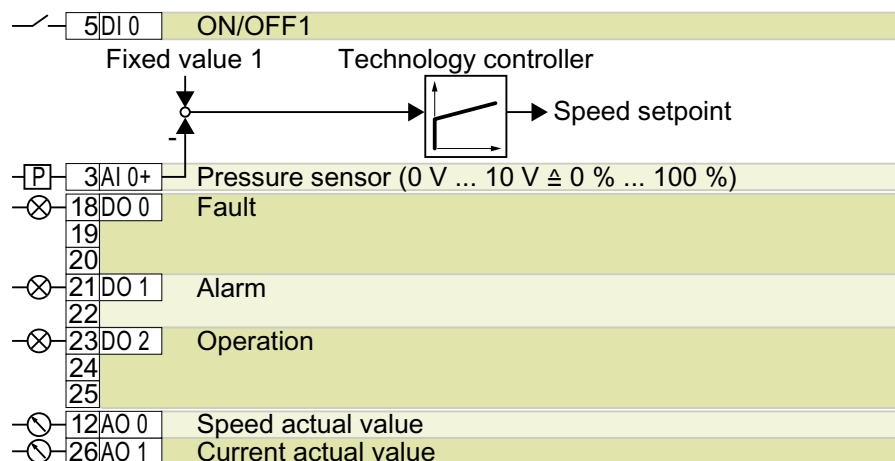 5 DI 0 ON/OFF1
Fixed value 1 Technology controller
Speed setpoint
-
P 3 AI 0+ Pressure sensor (0 V ... 10 V ≙ 0 % ... 100 %)
18 DO 0 Fault
19
20
21 DO 1 Alarm
22
23 DO 2 Operation
24
25
12 AO 0 Speed actual value
26 AO 1 Current actual value